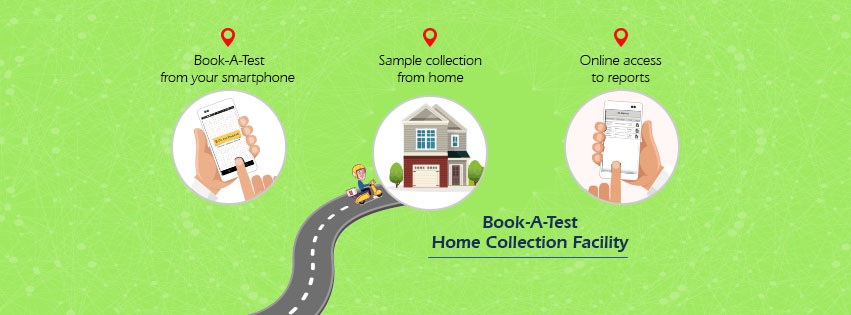 Book-A-Test
from your smartphone
Sample collection
from home
Online access
to reports
Book-A-Test
Home Collection Facility